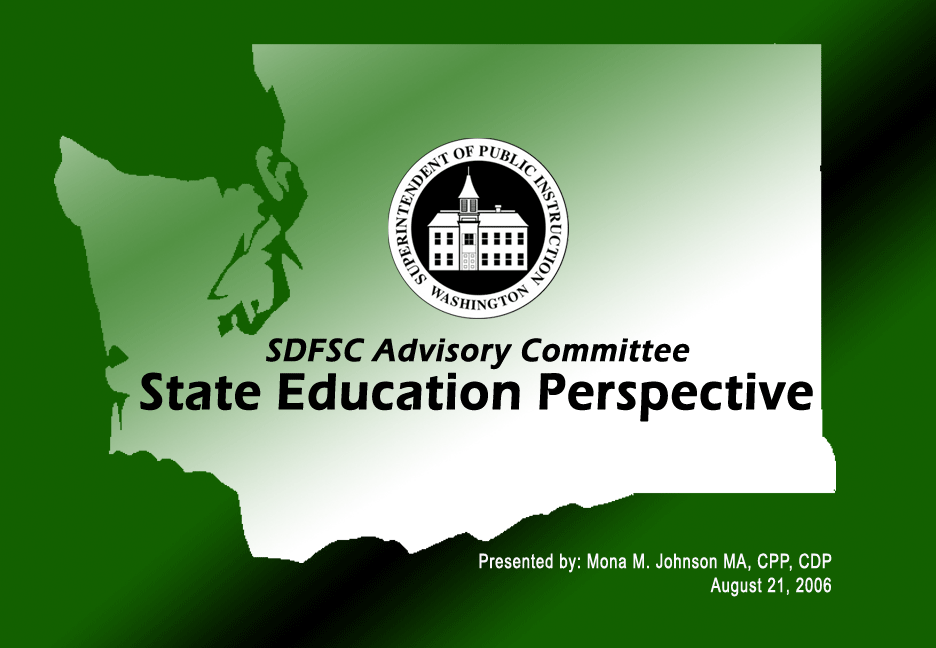 SUPERINTENDENT OF PUBLIC INSTRUCTION
WASHINGTON
SDFSC Advisory Committee
State Education Perspective
Presented by: Mona M. Johnson MA, CPP, CDP
August 21, 2006